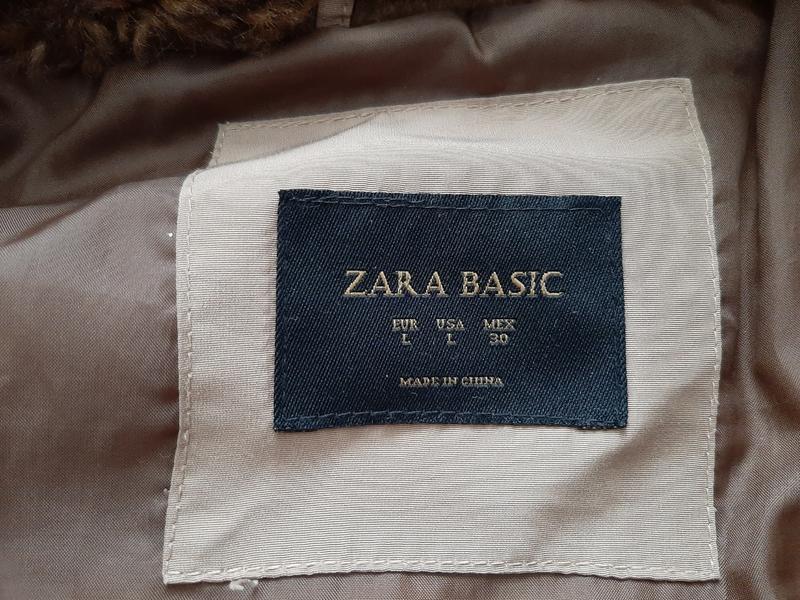 ZARA BASIC
EUR USA MEX
L L 30
MADE IN CHINA